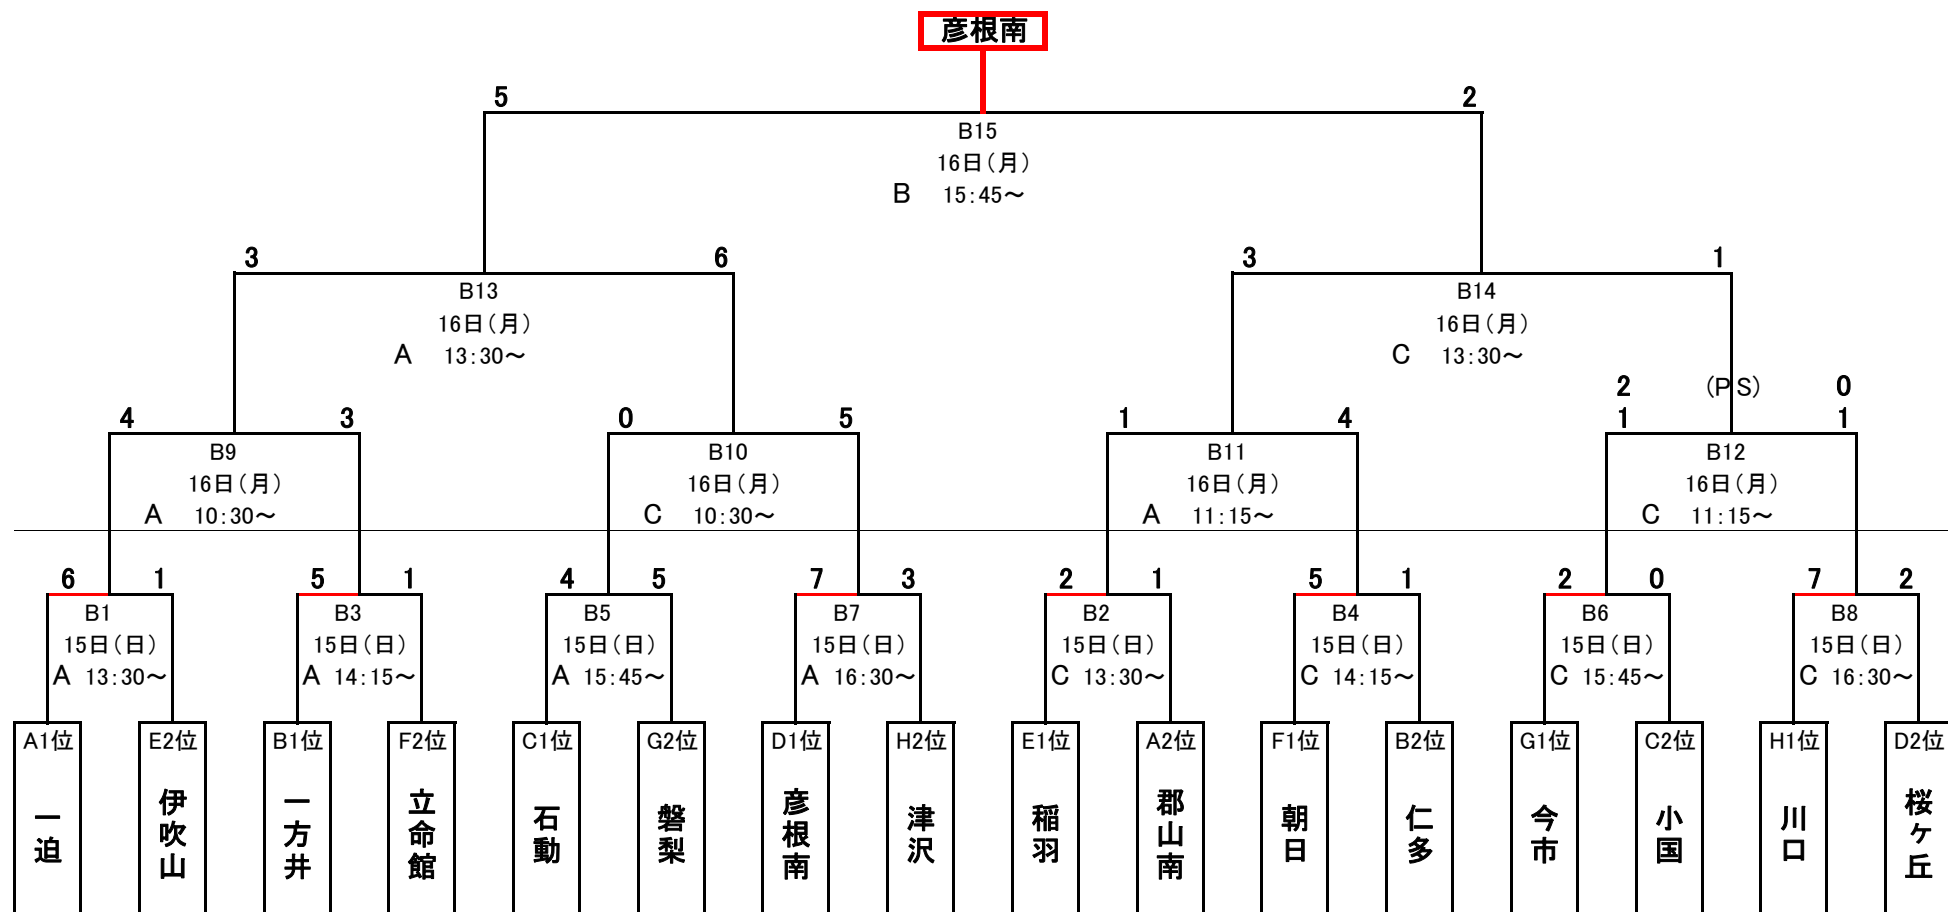 彦根南
5 2
B15
16日(月)
B 15:45～
3 6 3 1
B13 B14
16日(月) 16日(月)
A 13:30～ C 13:30～
2 (PS) 0
4 3 0 5 1 4 1 1
B9 B10 B11 B12
16日(月) 16日(月) 16日(月) 16日(月)
A 10:30～ C 10:30～ A 11:15～ C 11:15～
6 1 5 1 4 5 7 3 2 1 5 1 2 0 7 2
B1 B3 B5 B7 B2 B4 B6 B8
15日(日) 15日(日) 15日(日) 15日(日) 15日(日) 15日(日) 15日(日) 15日(日)
A 13:30～ A 14:15～ A 15:45～ A 16:30～ C 13:30～ C 14:15～ C 15:45～ C 16:30～
A1位 E2位 B1位 F2位 C1位 G2位 D1位 H2位 E1位 A2位 F1位 B2位 G1位 C2位 H1位 D2位
一迫
伊吹山
一方井
立命館
石動
磐梨
彦根南
津沢
稲羽
郡山南
朝日
仁多
今市
小国
川口
桜ヶ丘